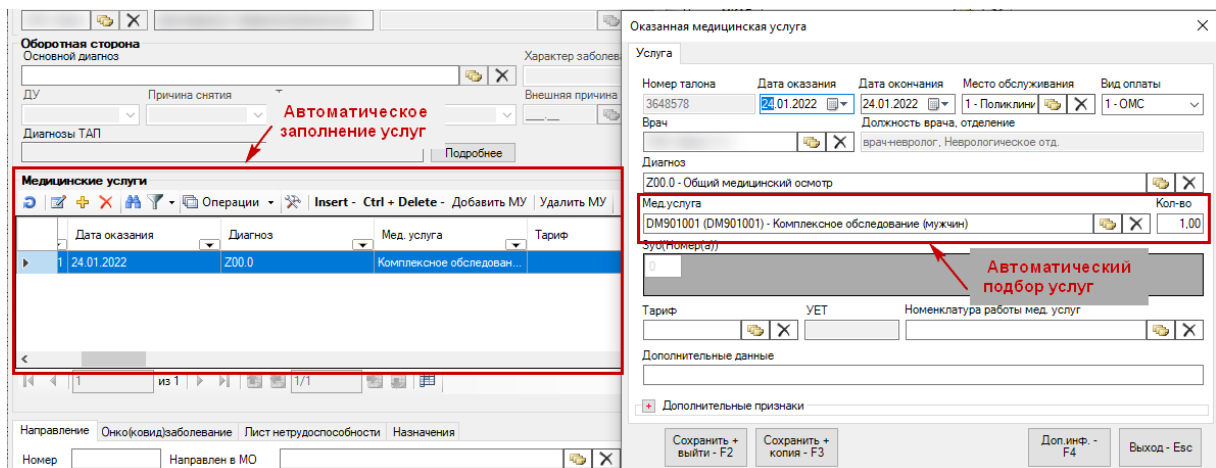 Оборотная сторона
Основной диагноз
Характер заболев
ДУ
Причина снятия
Внешняя причина
Автоматическое
заполнение услуг
Диагнозы ТАП
Подробнее
Медицинские услуги
Операции
Insert - Ctrl + Delete - Добавить МУ
Удалить МУ
Дата оказания
Диагноз
Мед. услуга
Тариф
1 24.01.2022
Z00.0
Комплексное обследован...
1 из 1
1/1
Направление
Онко(ковид)заболевание
Лист нетрудоспособности
Назначения
Номер
Направлен в МО
Оказанная медицинская услуга
Услуга
Номер талона
Дата оказания
Дата окончания
Место обслуживания
Вид оплаты
3648578
24.01.2022
24.01.2022
1 - Поликлини
1 - ОМС
Врач
Должность врача, отделение
врач-невролог, Неврологическое отд.
Диагноз
Z00.0 - Общий медицинский осмотр
Мед.услуга
Кол-во
DM901001 (DM901001) - Комплексное обследование (мужчин)
1,00
Зуб(Номер(а))
0
Автоматический
подбор услуг
Тариф
УЕТ
Номенклатура работы мед. услуг
Дополнительные данные
Дополнительные признаки
Сохранить +
выйти - F2
Сохранить +
копия - F3
Доп.инф. -
F4
Выход - Esc